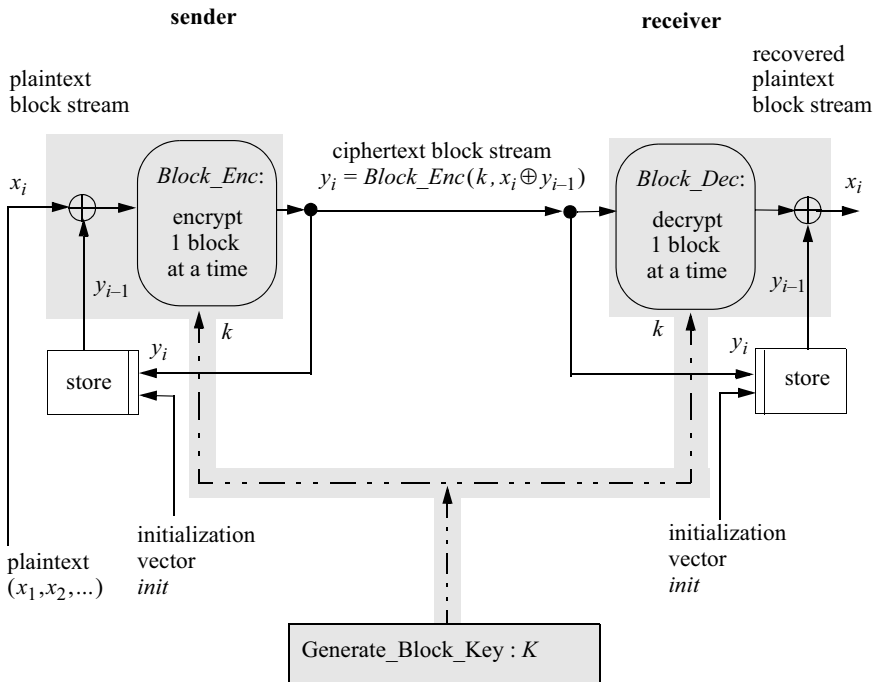 sender
receiver
plaintext
block stream
recovered
plaintext
block stream
ciphertext block stream
y_i = Block_Enc(k, x_i ⊕ y_{i–1})
x_i
Block_Enc:
encrypt
1 block
at a time
Block_Dec:
decrypt
1 block
at a time
x_i
y_{i–1}
y_{i–1}
k
k
y_i
y_i
store
store
initialization
vector
init
initialization
vector
init
plaintext
(x_1,x_2,...)
Generate_Block_Key : K